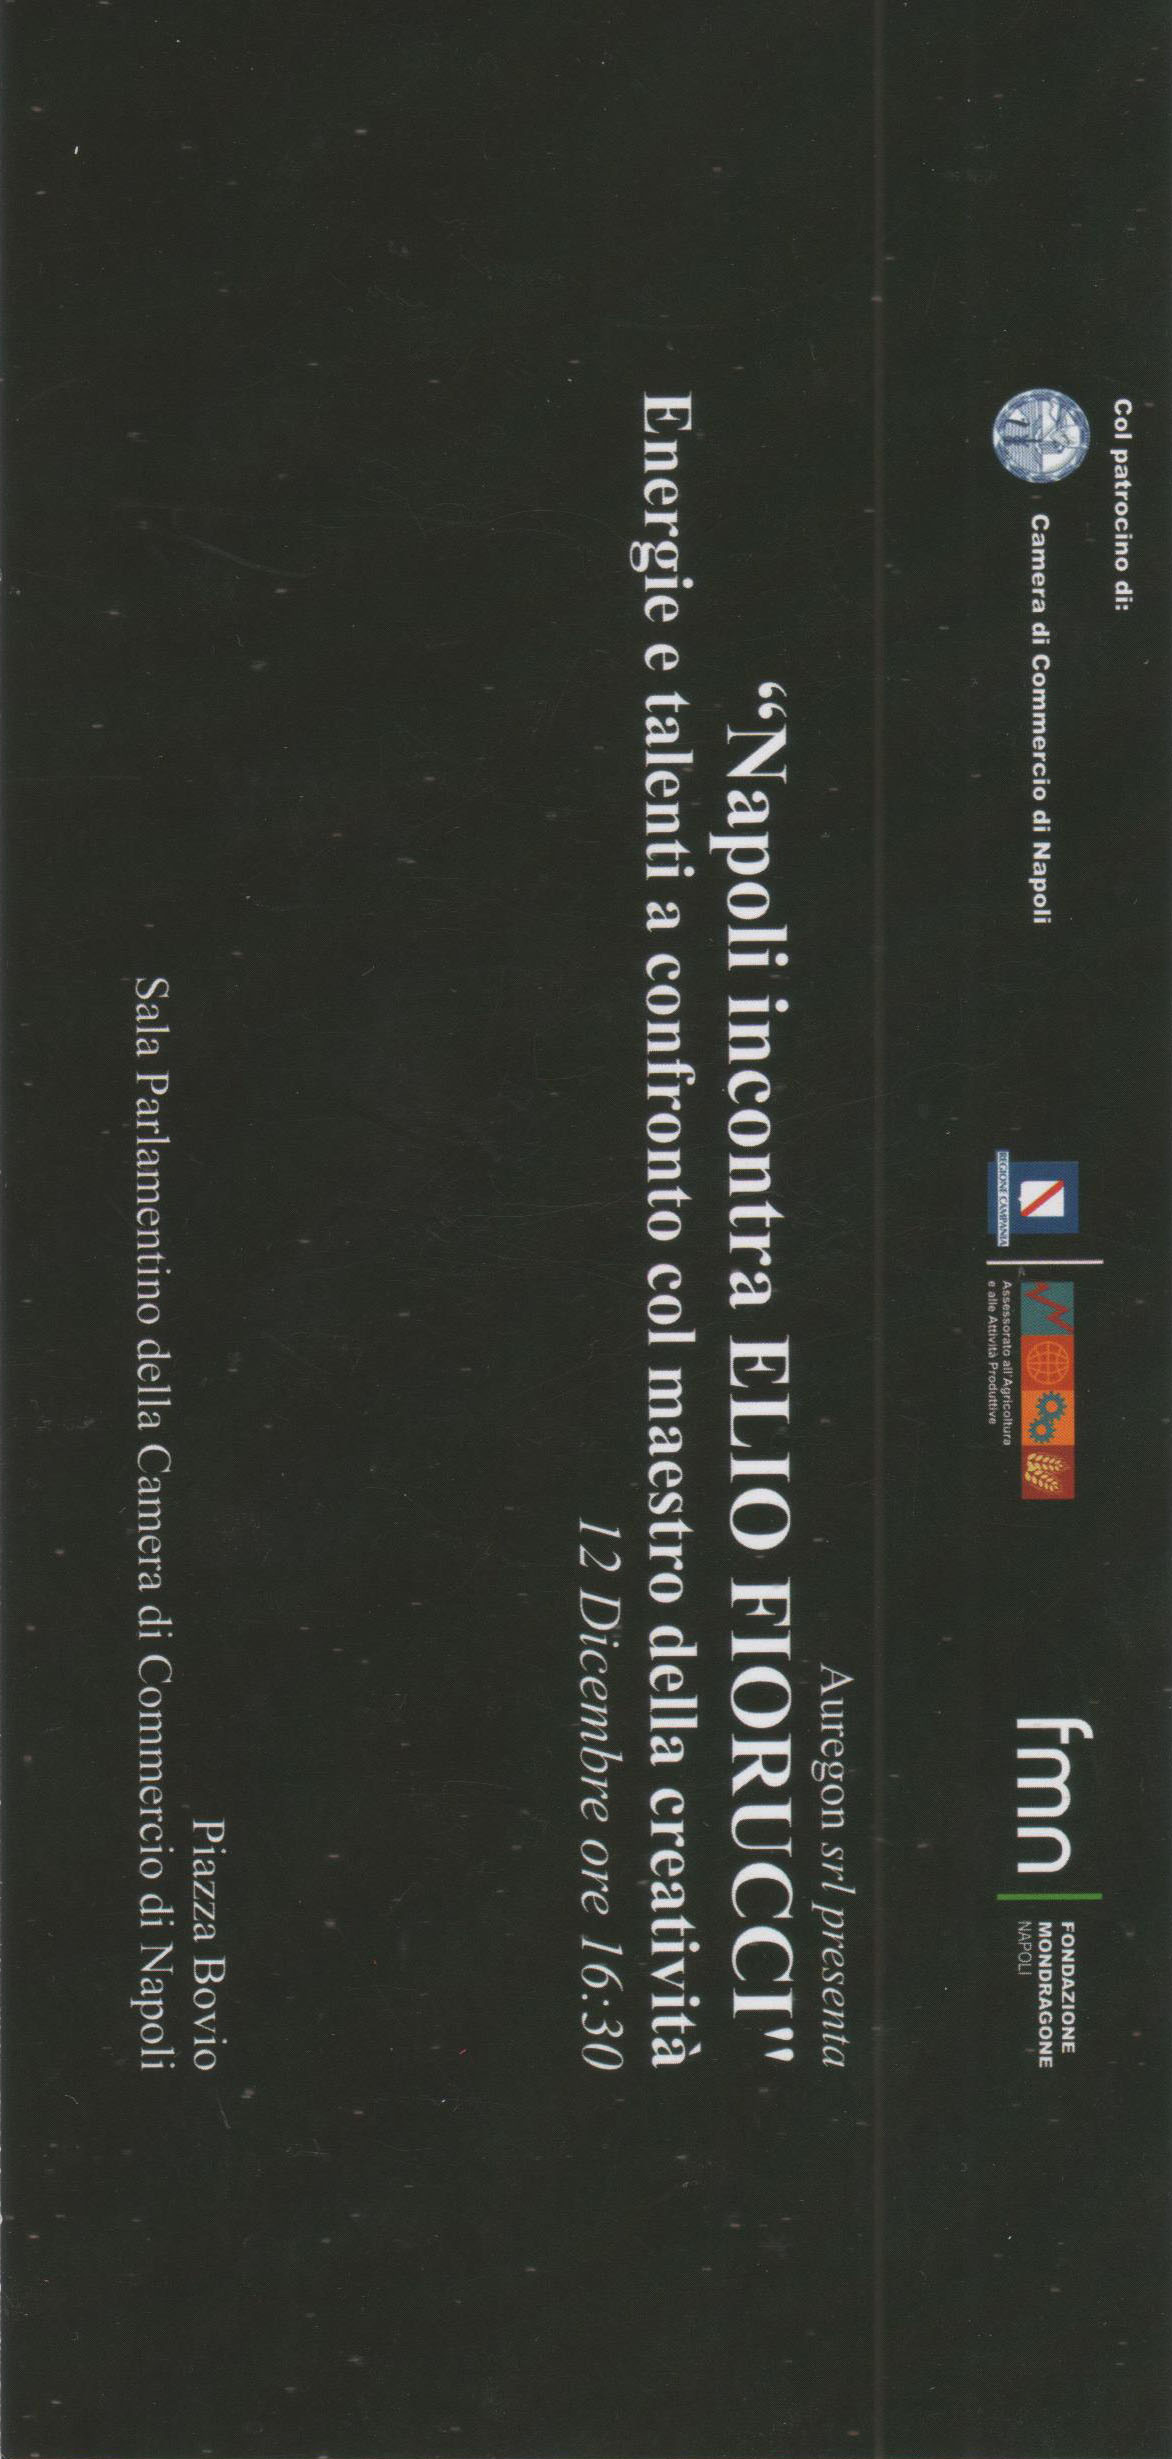 Col patrocino di:
Camera di Commercio di Napoli
REGIONE CAMPANIA
Assessorato all'Agricoltura
e alle Attività Produttive
fmn
FONDAZIONE
MONDRAGONE
NAPOLI
Auregon srl presenta
“Napoli incontra ELIO FIORUCCI"
Energie e talenti a confronto col maestro della creatività
12 Dicembre ore 16:30
Piazza Bovio
Sala Parlamentino della Camera di Commercio di Napoli